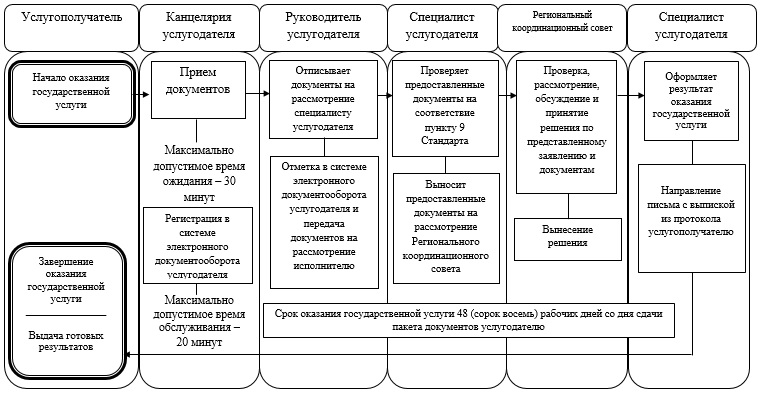 Услугополучатель
Канцелярия
услугодателя
Руководитель
услугодателя
Специалист
услугодателя
Региональный
координационный совет
Специалист
услугодателя
Начало оказания
государственной
услуги
Прием
документов
Максимально
допустимое время
ожидания – 30
минут
Регистрация в
системе
электронного
документооборота
услугодателя
Максимально
допустимое время
обслуживания –
20 минут
Отписывает
документы на
рассмотрение
специалисту
услугодателя
Отметка в системе
электронного
документооборота
услугодателя и
передача
документов на
рассмотрение
исполнителю
Проверяет
предоставленные
документы на
соответствие
пункту 9
Стандарта
Выносит
предоставленные
документы на
рассмотрение
Регионального
координационного
совета
Проверка,
рассмотрение,
обсуждение и
принятие
решения по
представленному
заявлению и
документам
Вынесение
решения
Оформляет
результат
оказания
государственной
услуги
Направление
письма с выпиской
из протокола
услугополучателю
Срок оказания государственной услуги 48 (сорок восемь) рабочих дней со дня сдачи
пакета документов услугодателю
Завершение
оказания
государственной
услуги
Выдача готовых
результатов